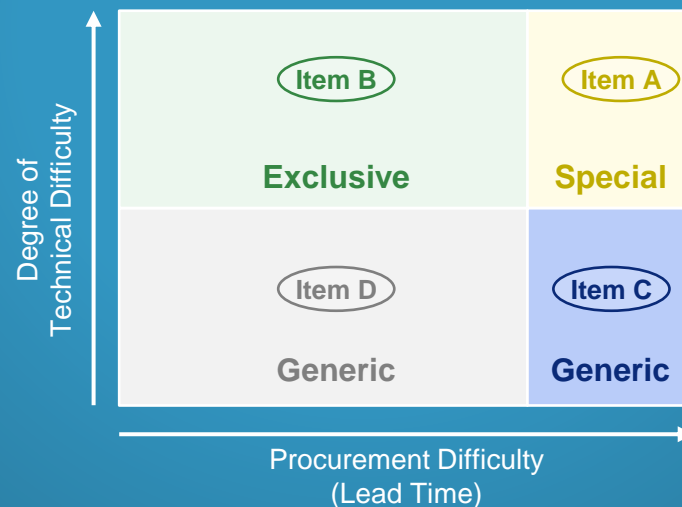 Degree of
Technical Difficulty
Item B
Exclusive
Item A
Special
Item D
Generic
Item C
Generic
Procurement Difficulty
(Lead Time)